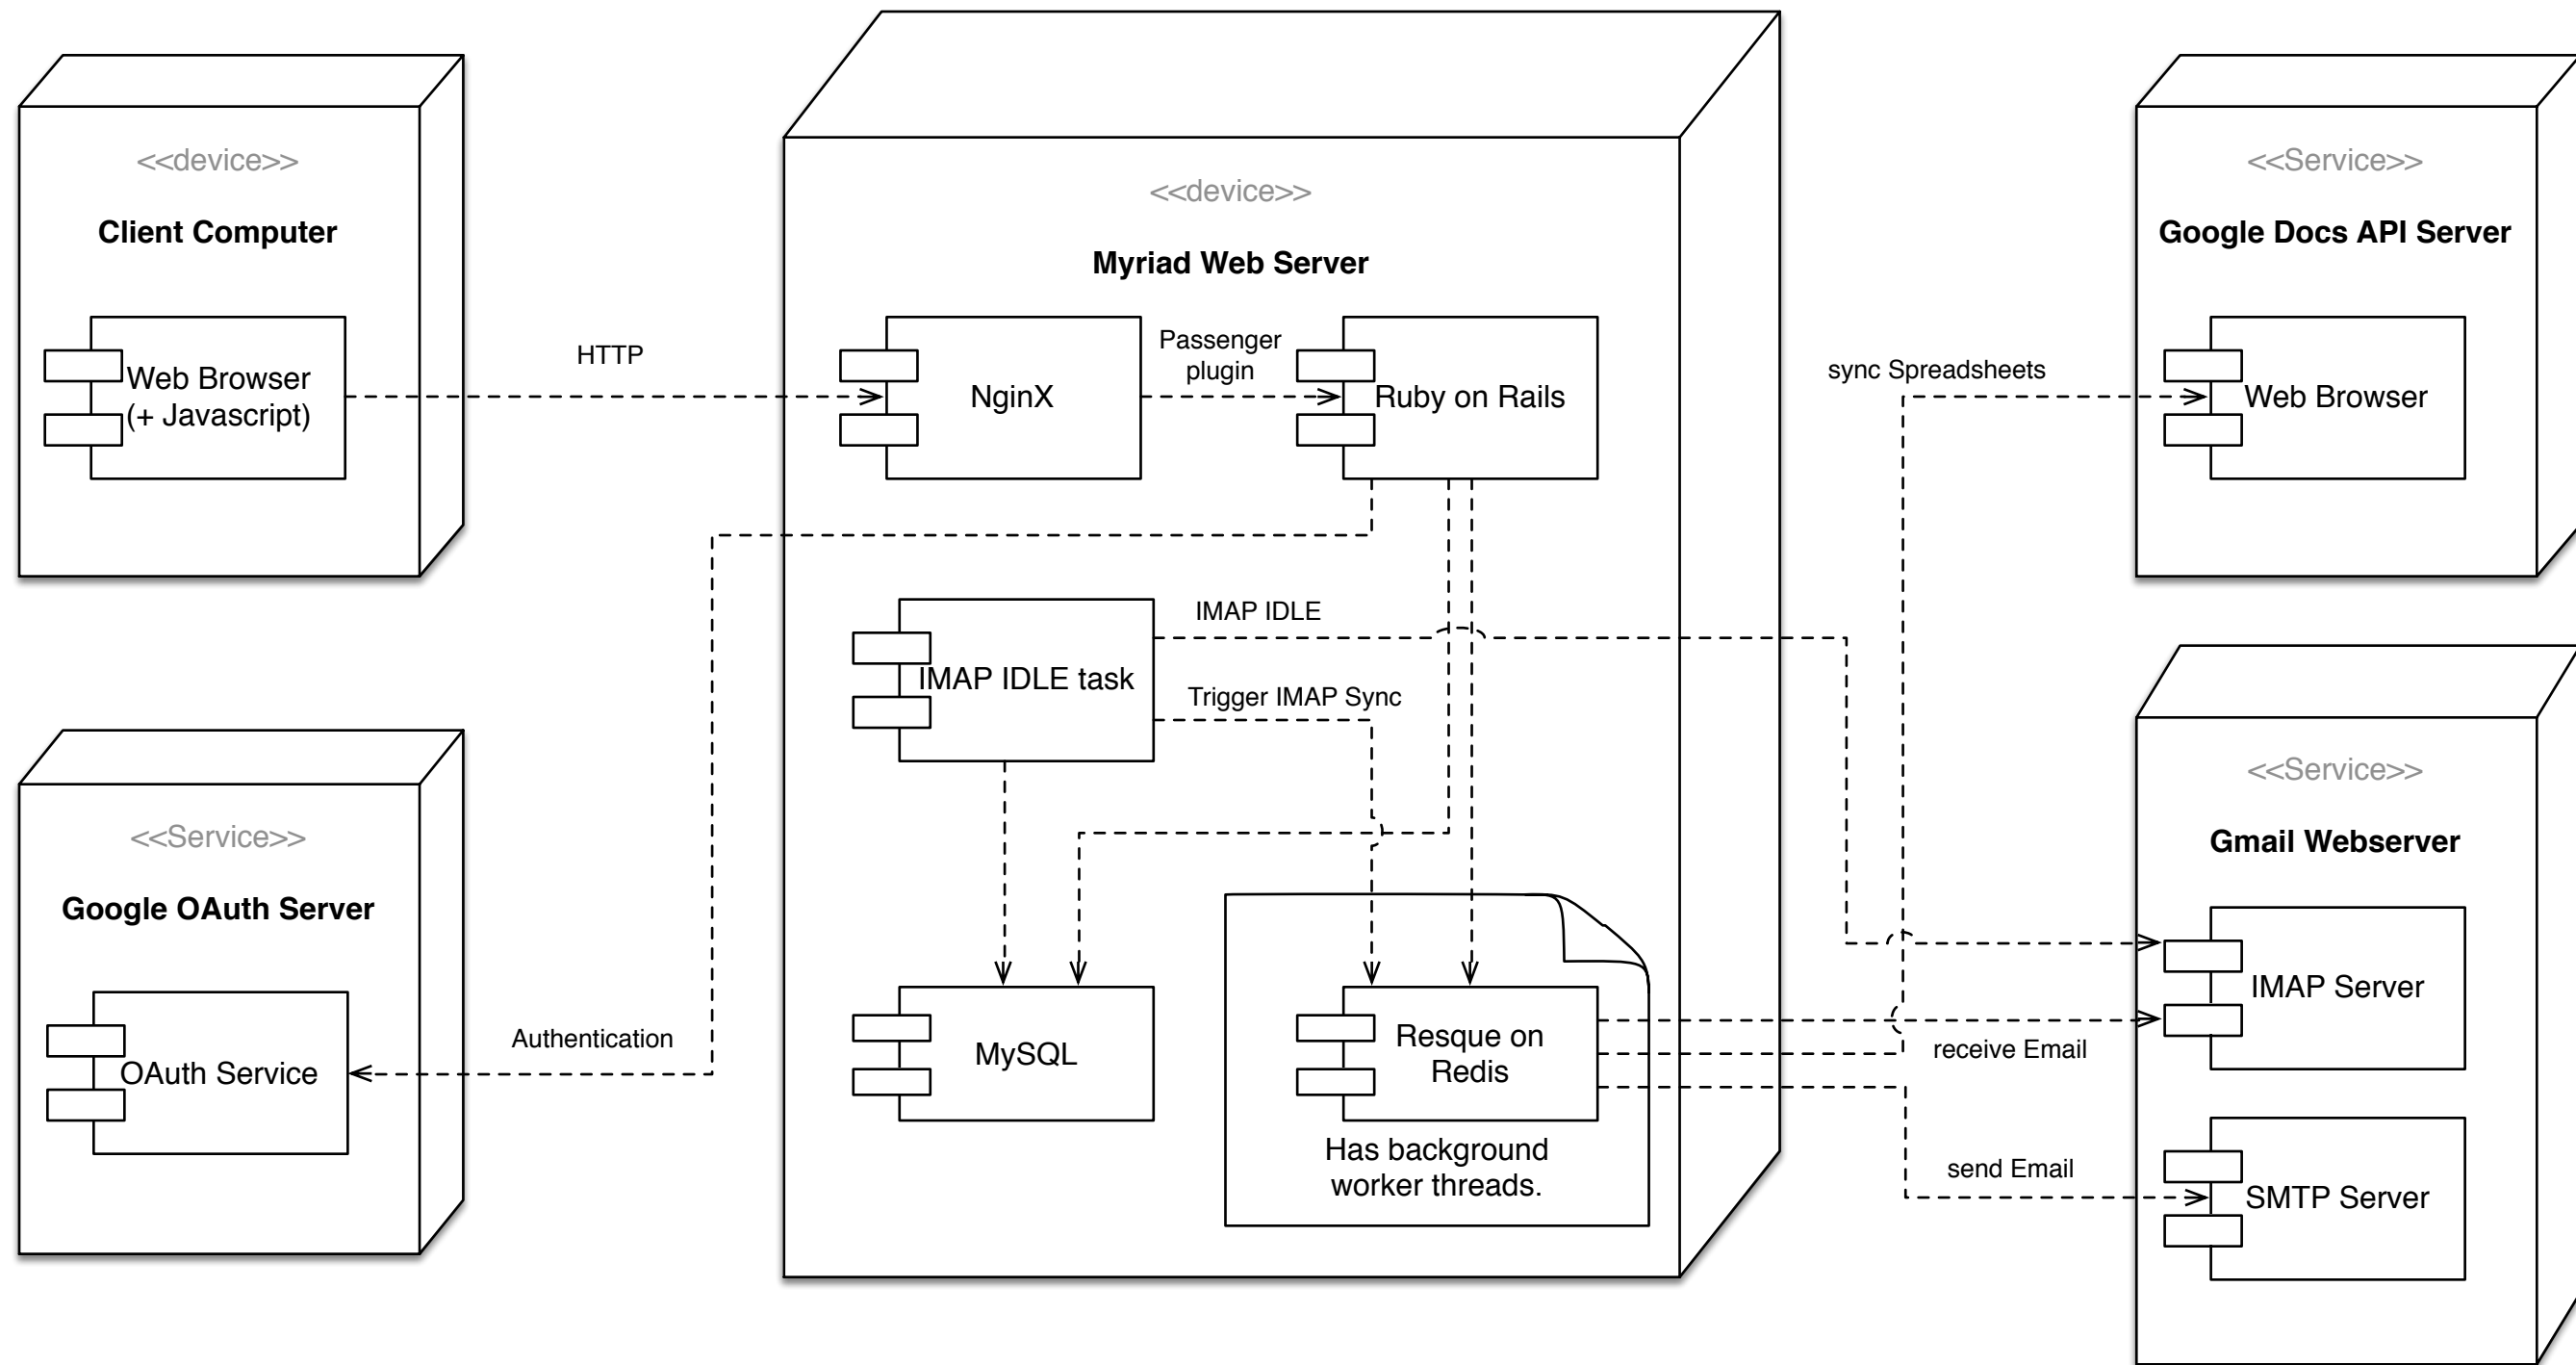 <<device>>
Client Computer
Web Browser
(+ Javascript)
HTTP
<<device>>
Myriad Web Server
NginX
Passenger
plugin
Ruby on Rails
sync Spreadsheets
<<Service>>
Google Docs API Server
Web Browser
IMAP IDLE task
IMAP IDLE
Trigger IMAP Sync
<<Service>>
Google OAuth Server
OAuth Service
Authentication
MySQL
Resque on
Redis
Has background
worker threads.
<<Service>>
Gmail Webserver
IMAP Server
receive Email
send Email
SMTP Server